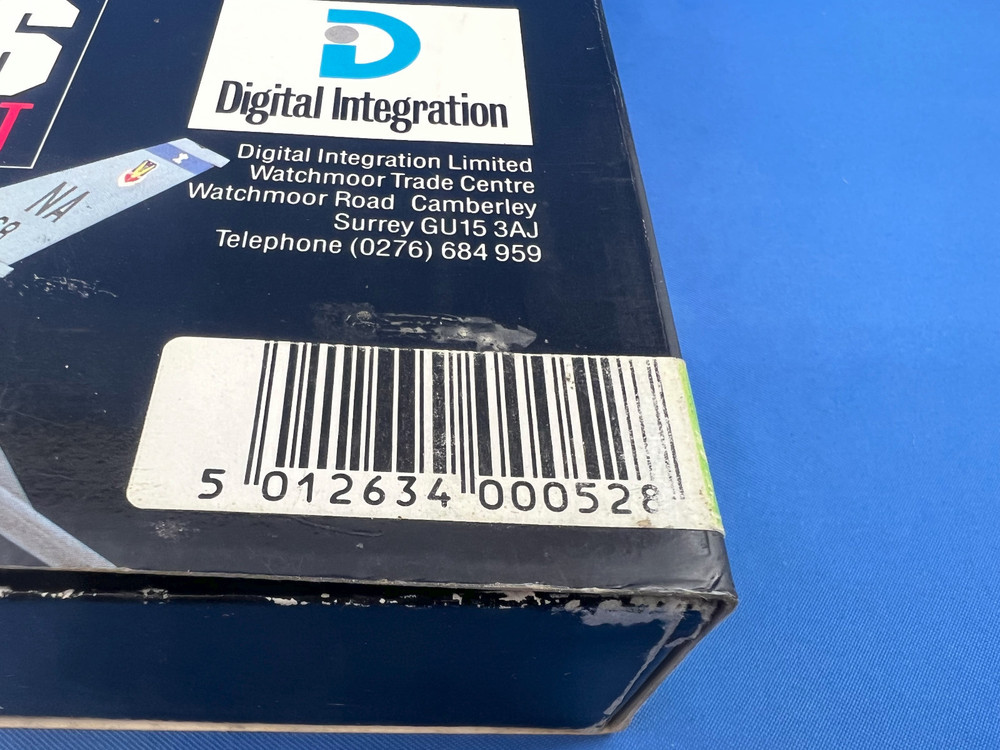 Digital Integration
Digital Integration Limited
Watchmoor Trade Centre
Watchmoor Road Camberley
Surrey GU15 3AJ
Telephone (0276) 684 959
NA
5 012634 000528